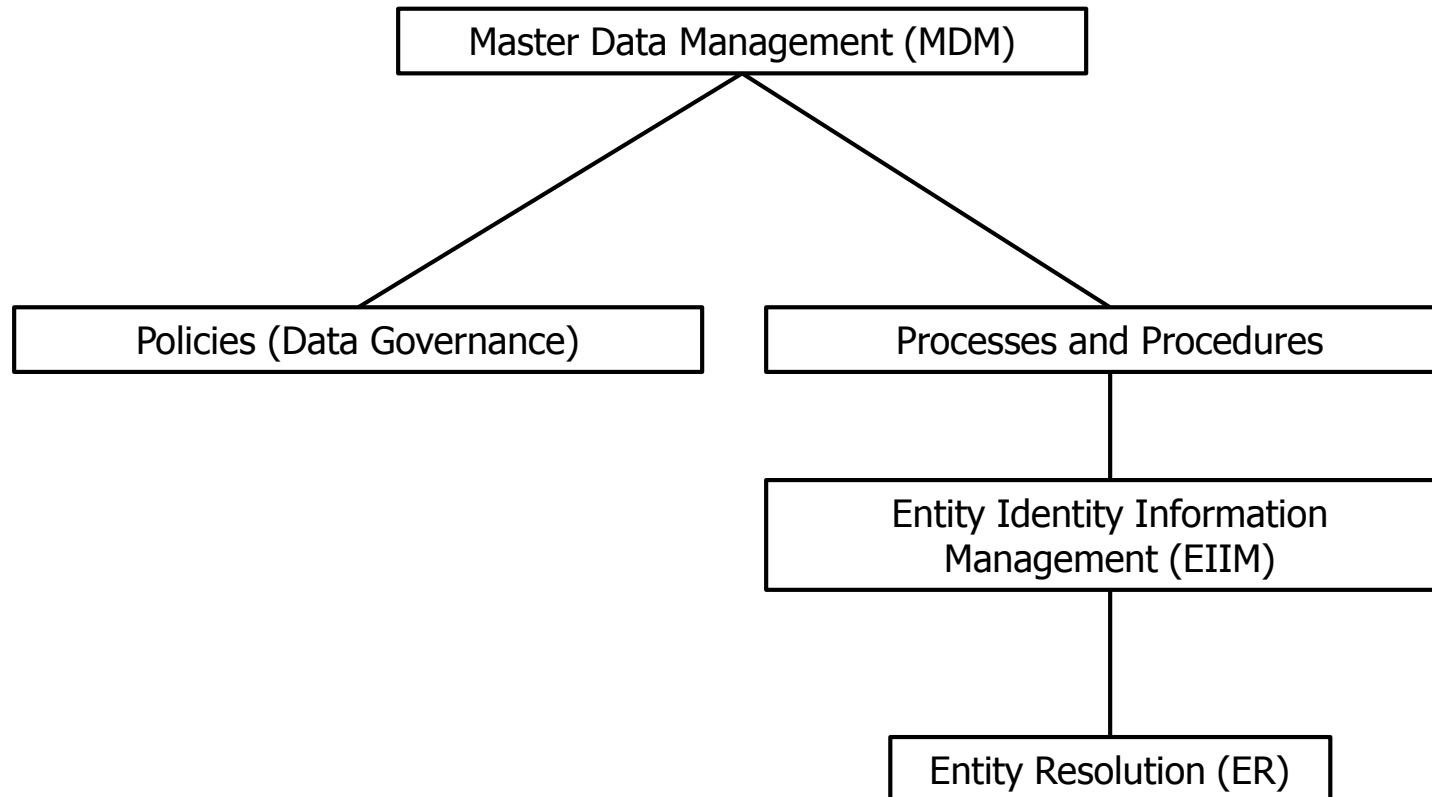 Master Data Management (MDM)
Policies (Data Governance)
Processes and Procedures
Entity Identity Information
Management (EIIM)
Entity Resolution (ER)